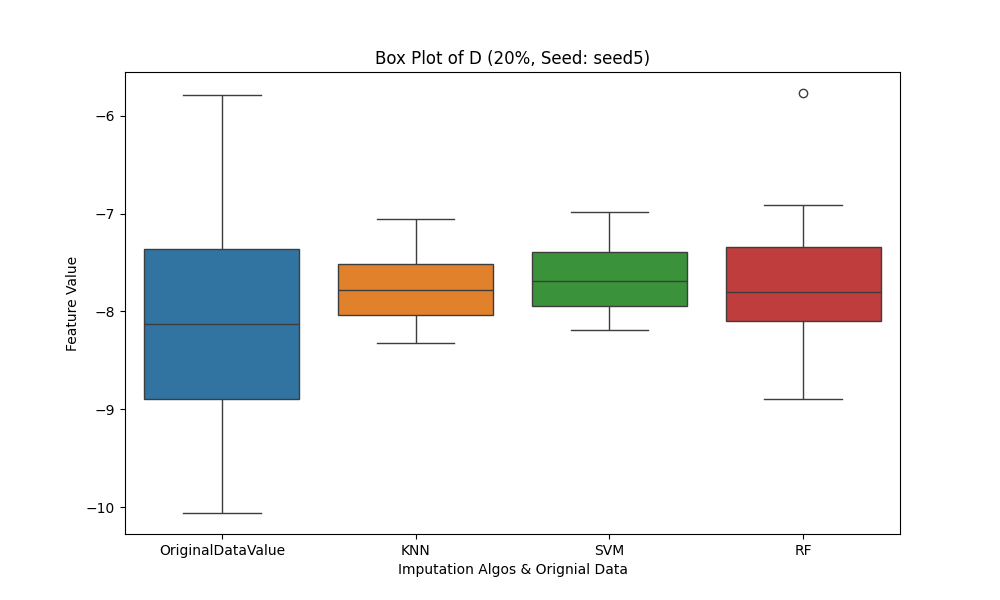 Box Plot of D (20%, Seed: seed5)
Feature Value
−6
−7
−8
−9
−10
OriginalDataValue
KNN
SVM
RF
Imputation Algos & Orignial Data